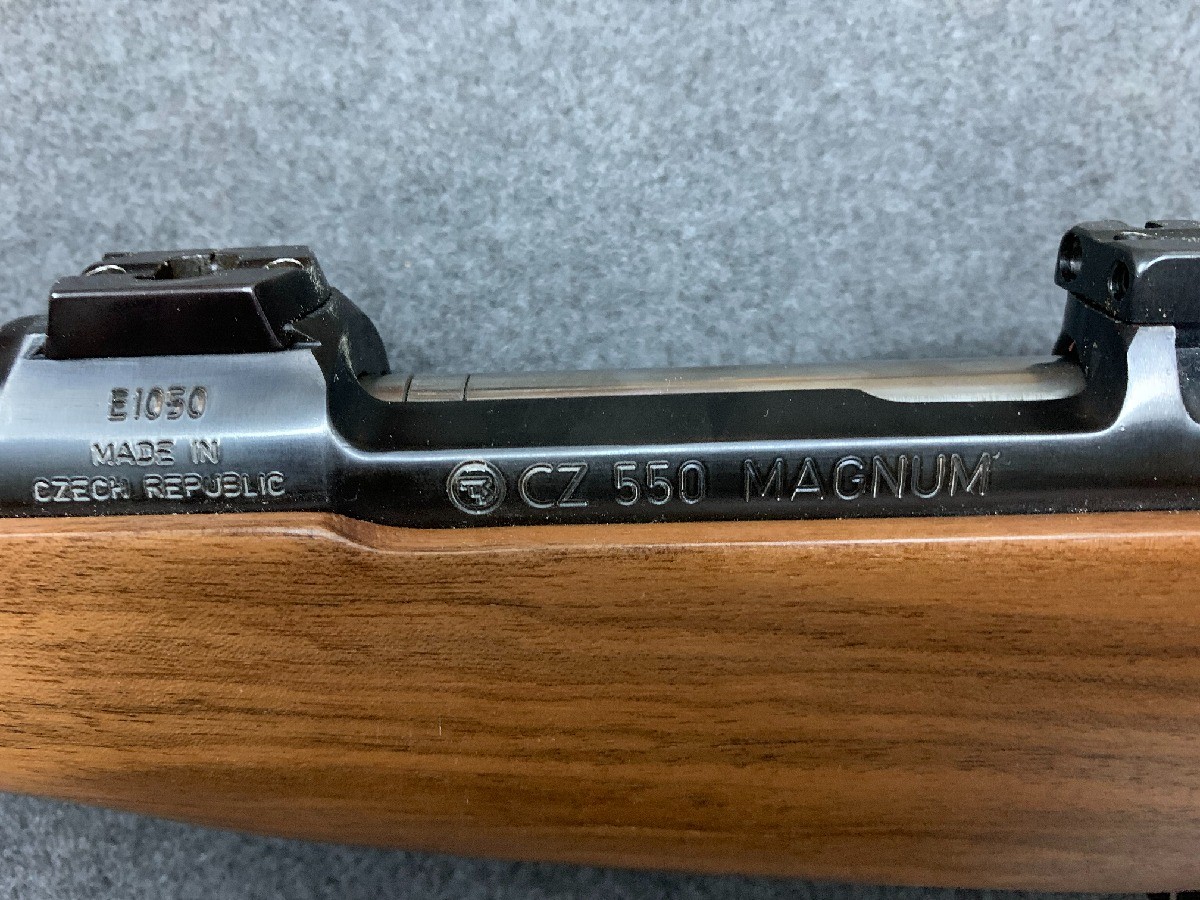 E1050
MADE IN
CZECH REPUBLIC
CZ 550 MAGNUM